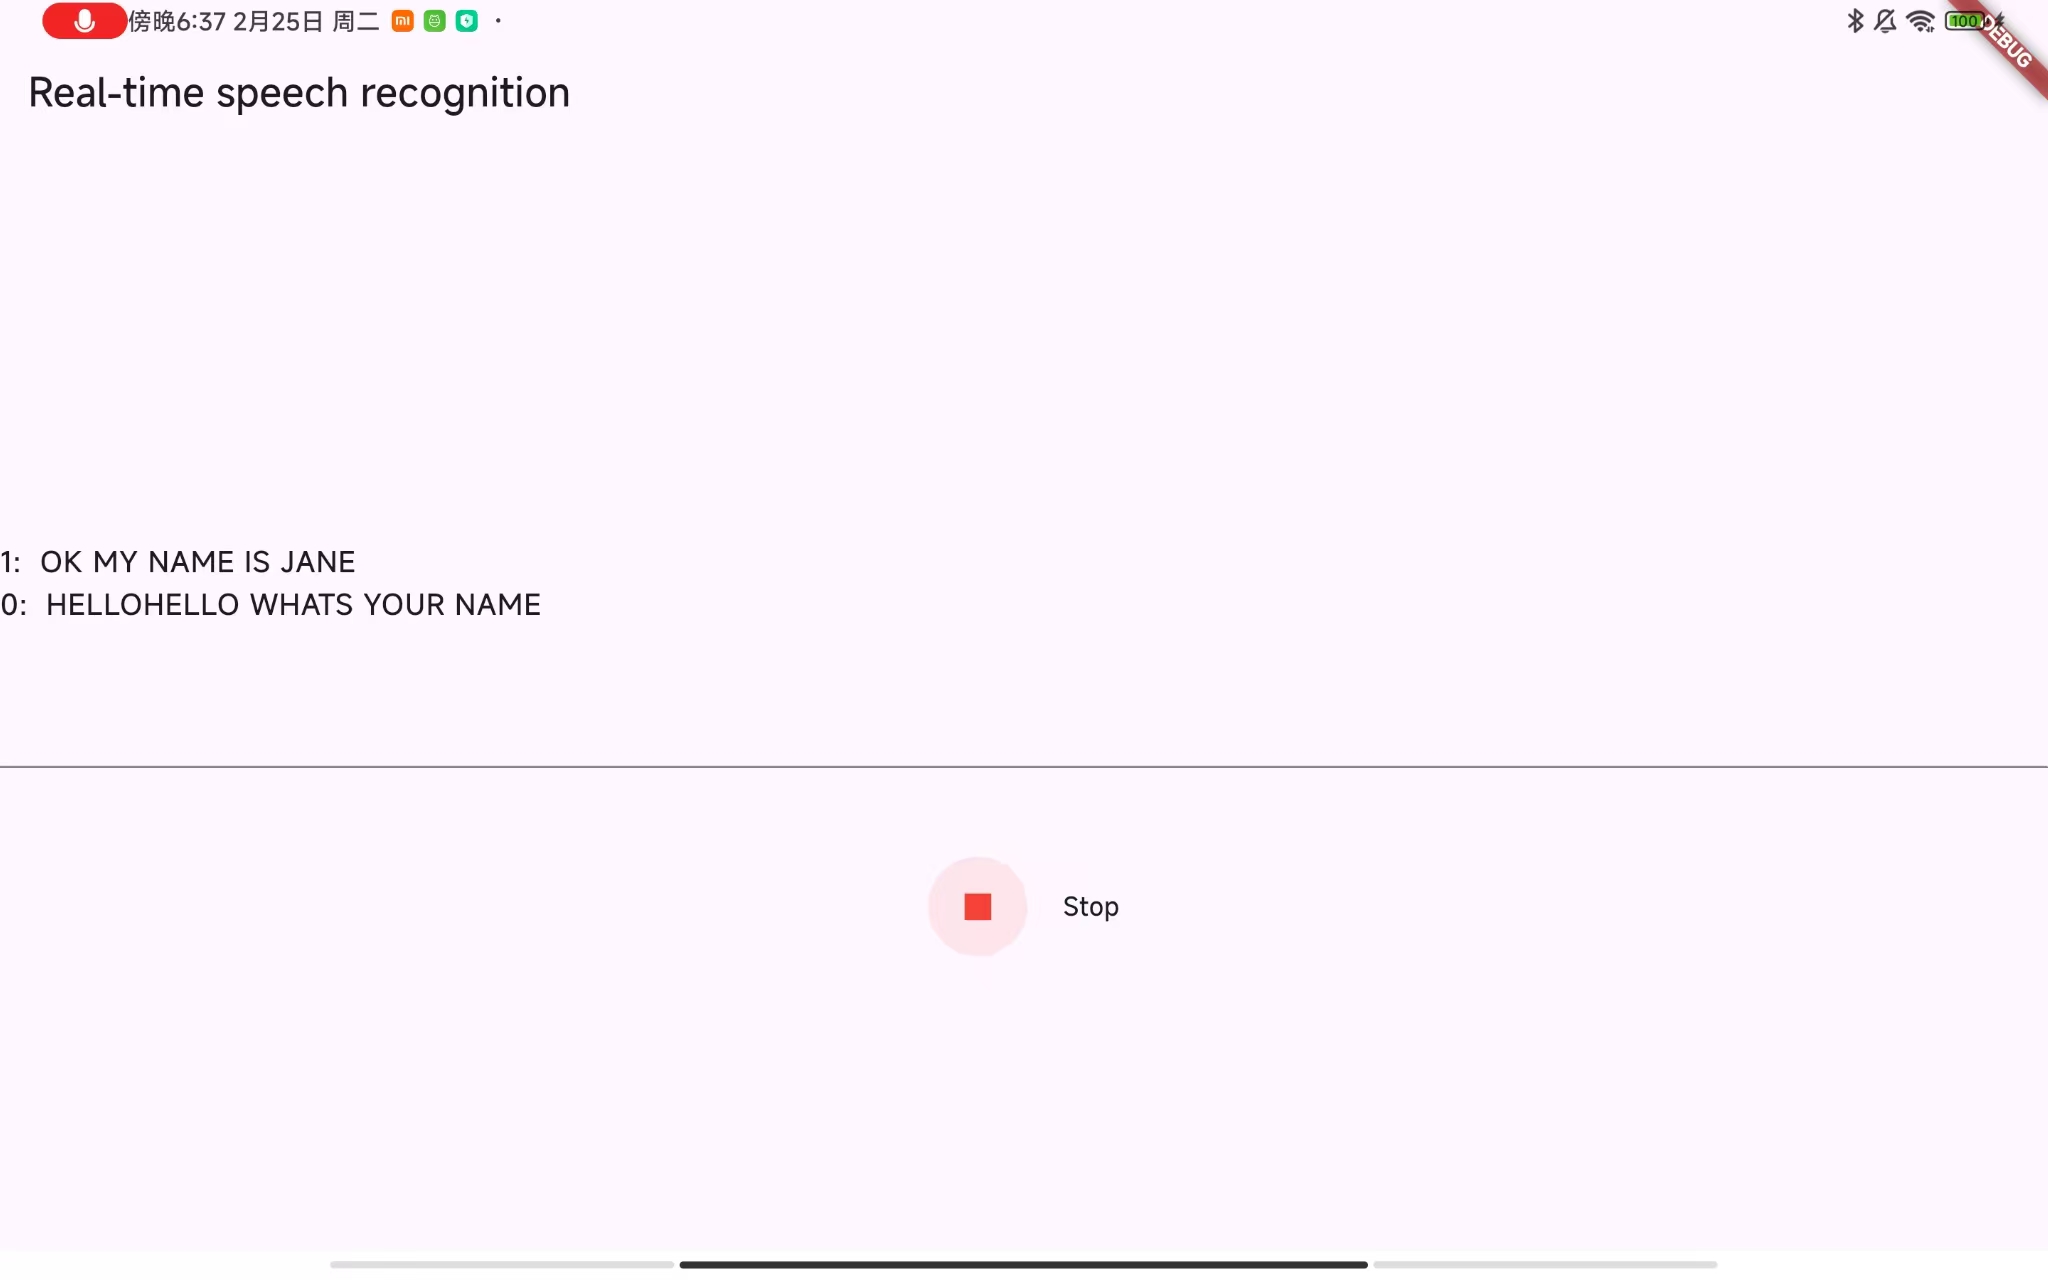 傍晚6:37 2月25日 周二
100
DEBUG
Real-time speech recognition
1: OK MY NAME IS JANE
0: HELLOHELLO WHATS YOUR NAME
Stop